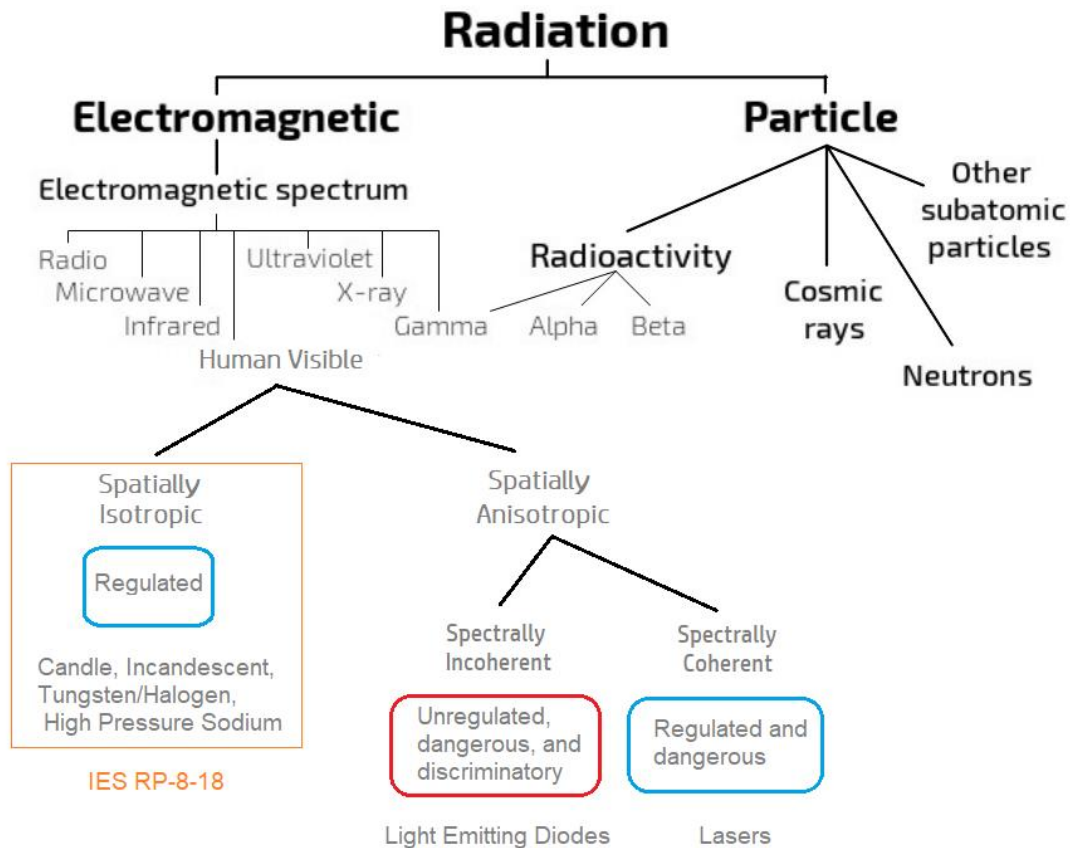 Radiation
Electromagnetic
Particle
Electromagnetic spectrum
Radio
Microwave
Infrared
Human Visible
Ultraviolet
X-ray
Gamma
Radioactivity
Alpha
Beta
Cosmic
rays
Neutrons
Other
subatomic
particles
Spatially
Isotropic
Regulated
Candle, Incandescent,
Tungsten/Halogen,
High Pressure Sodium
IES RP-8-18
Spatially
Anisotropic
Spectrally
Incoherent
Unregulated,
dangerous, and
discriminatory
Light Emitting Diodes
Spectrally
Coherent
Regulated and
dangerous
Lasers